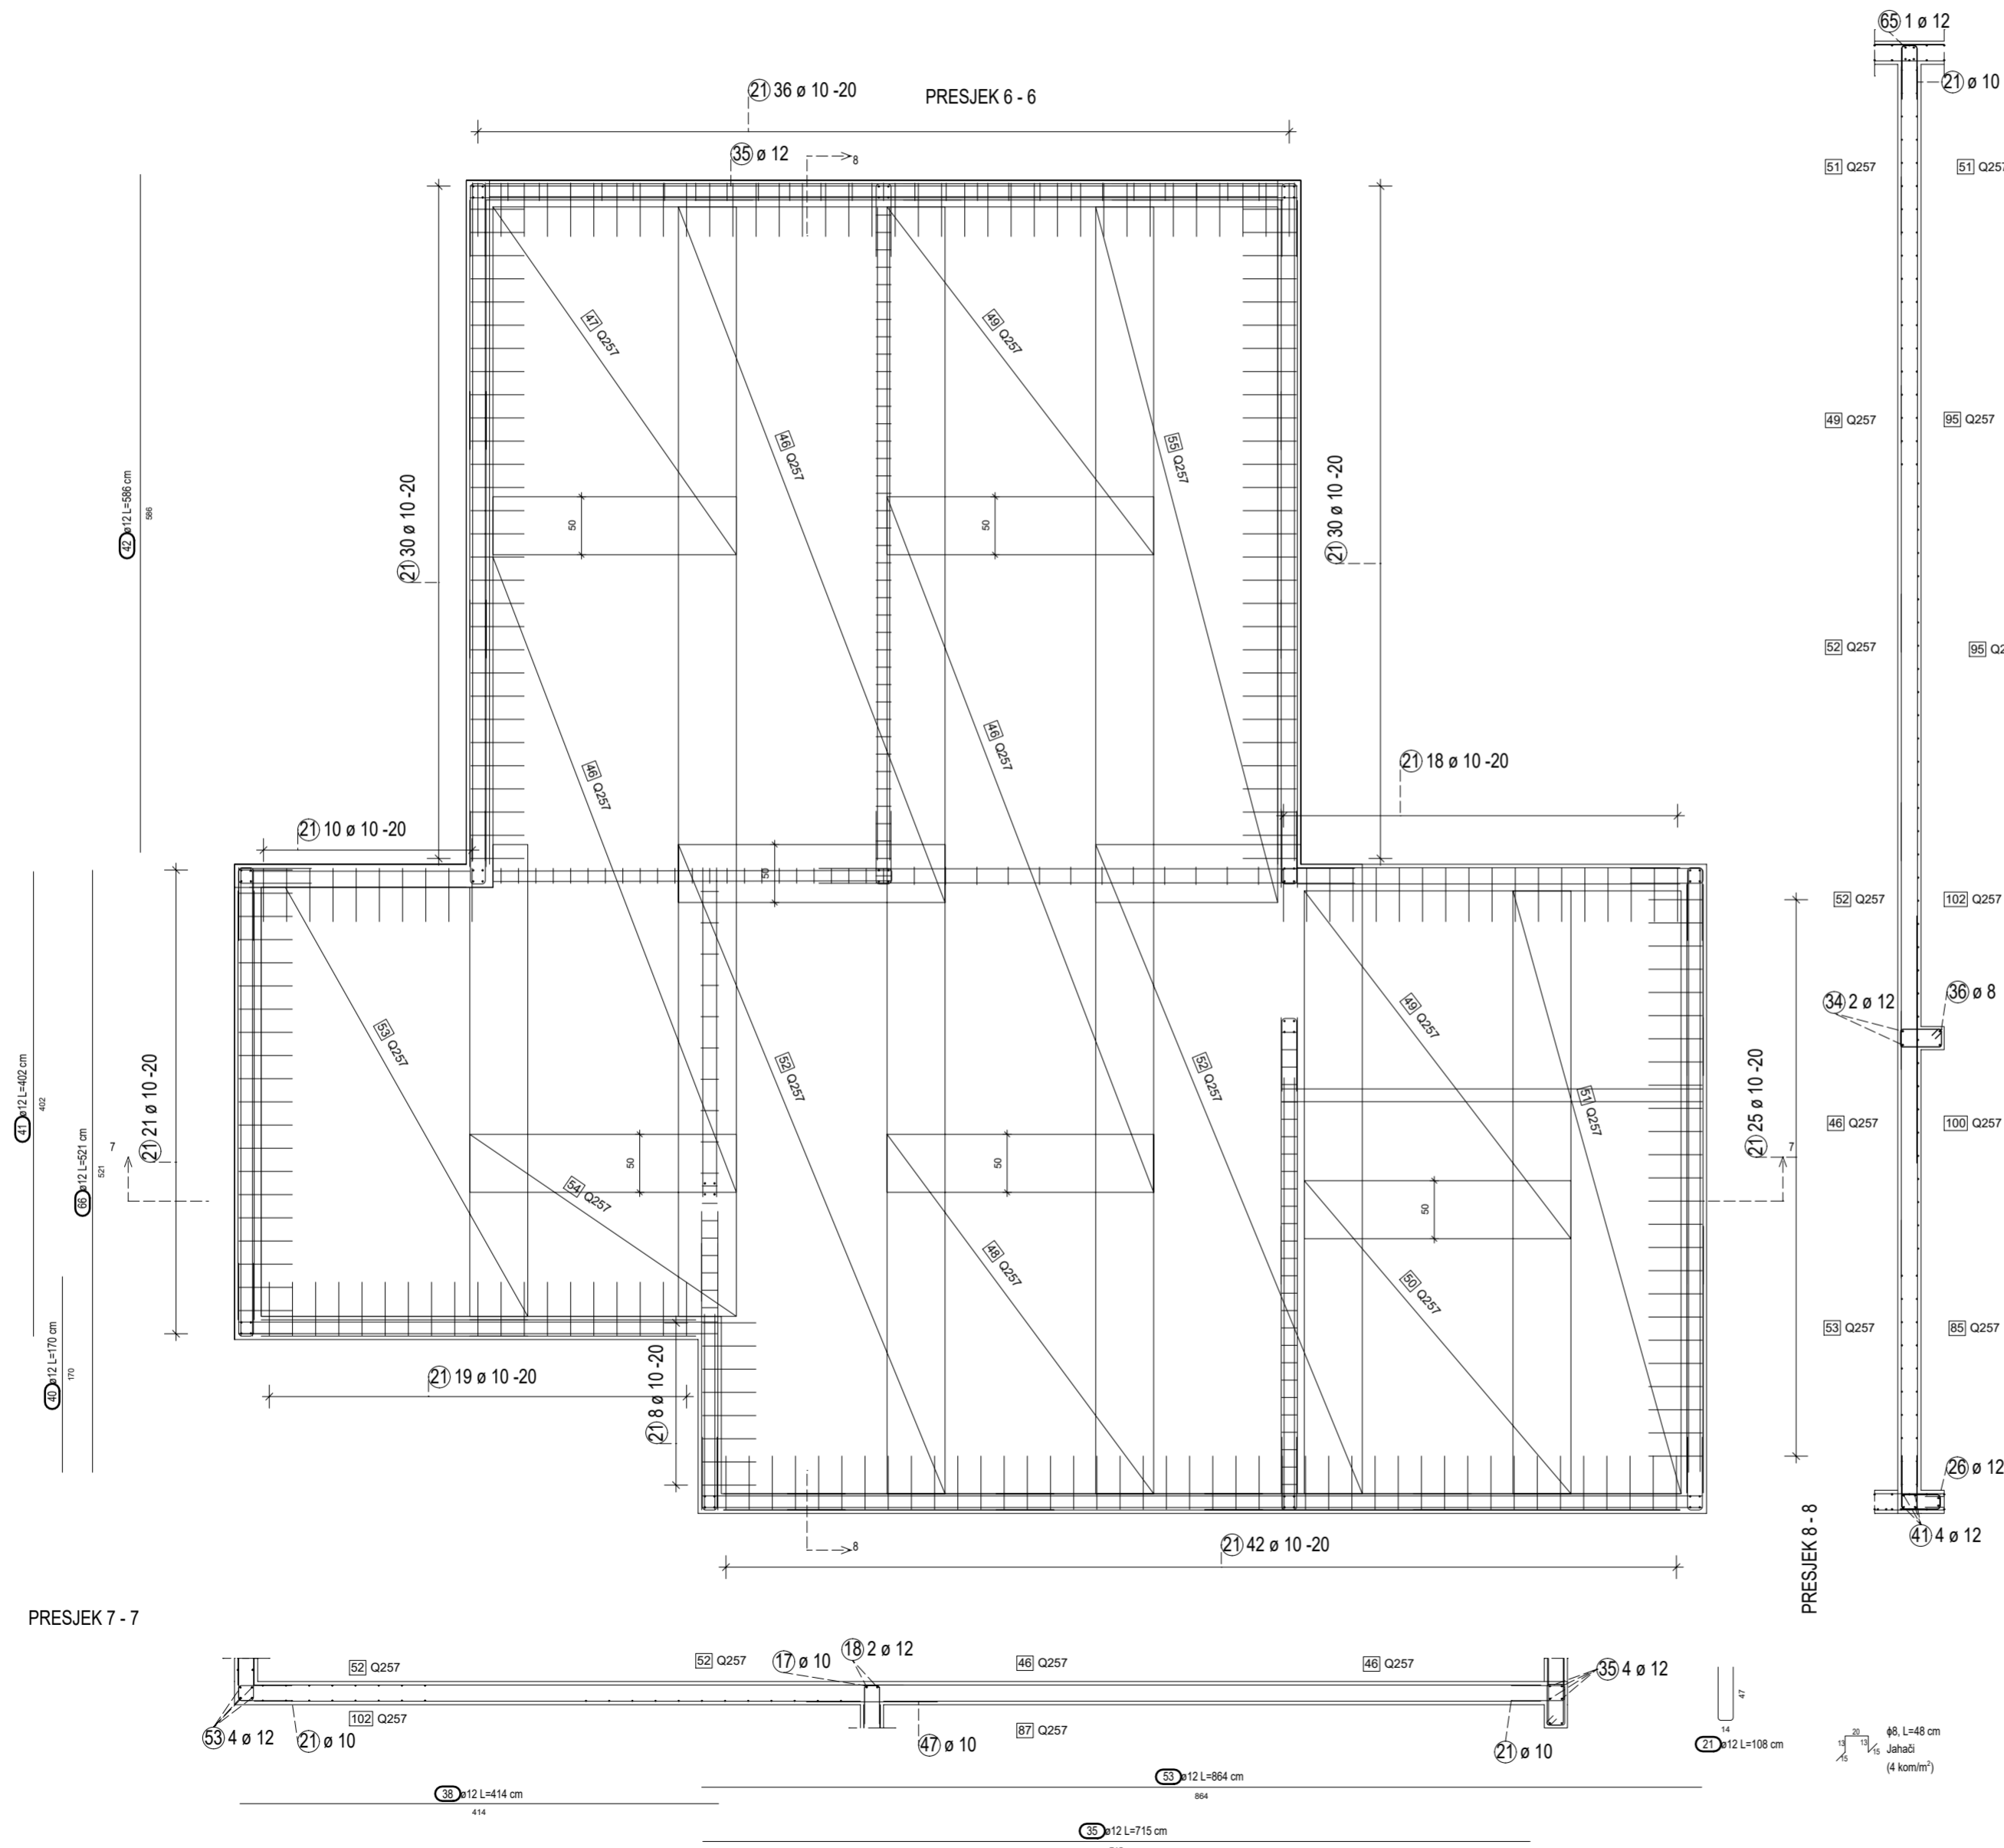 65 1 ø 12
21 ø 10
21 36 ø 10 -20
PRESJEK 6 - 6
35 ø 12
8
51 Q257
51 Q257
47 Q257
49 Q257
46 Q257
55 Q257
49 Q257
95 Q257
42 ø12 L=586 cm
586
21 30 ø 10 -20
50
50
21 30 ø 10 -20
52 Q257
95
46 Q257
46 Q257
21 18 ø 10 -20
21 10 ø 10 -20
50
52 Q257
102 Q257
34 2 ø 12
36 ø 8
53 Q257
52 Q257
52 Q257
49 Q257
51 Q257
41 ø12 L=402 cm
402
66 ø12 L=521 cm
521
7
21 21 ø 10 -20
50
50
50
21 25 ø 10 -20
7
46 Q257
100 Q257
54 Q257
48 Q257
50 Q257
53 Q257
85 Q257
40 ø12 L=170 cm
170
21 19 ø 10 -20
21 8 ø 10 -20
26 ø 12
41 4 ø 12
8
21 42 ø 10 -20
PRESJEK 8 - 8
PRESJEK 7 - 7
52 Q257
52 Q257
17 ø 10
18 2 ø 12
46 Q257
46 Q257
35 4 ø 12
53 4 ø 12
21 ø 10
102 Q257
47 ø 10
87 Q257
21 ø 10
47
14
21 ø12 L=108 cm
20
13
13
15
15
ϕ8, L=48 cm
Jahači
(4 kom/m²)
53 ø12 L=864 cm
864
38 ø12 L=414 cm
414
35 ø12 L=715 cm